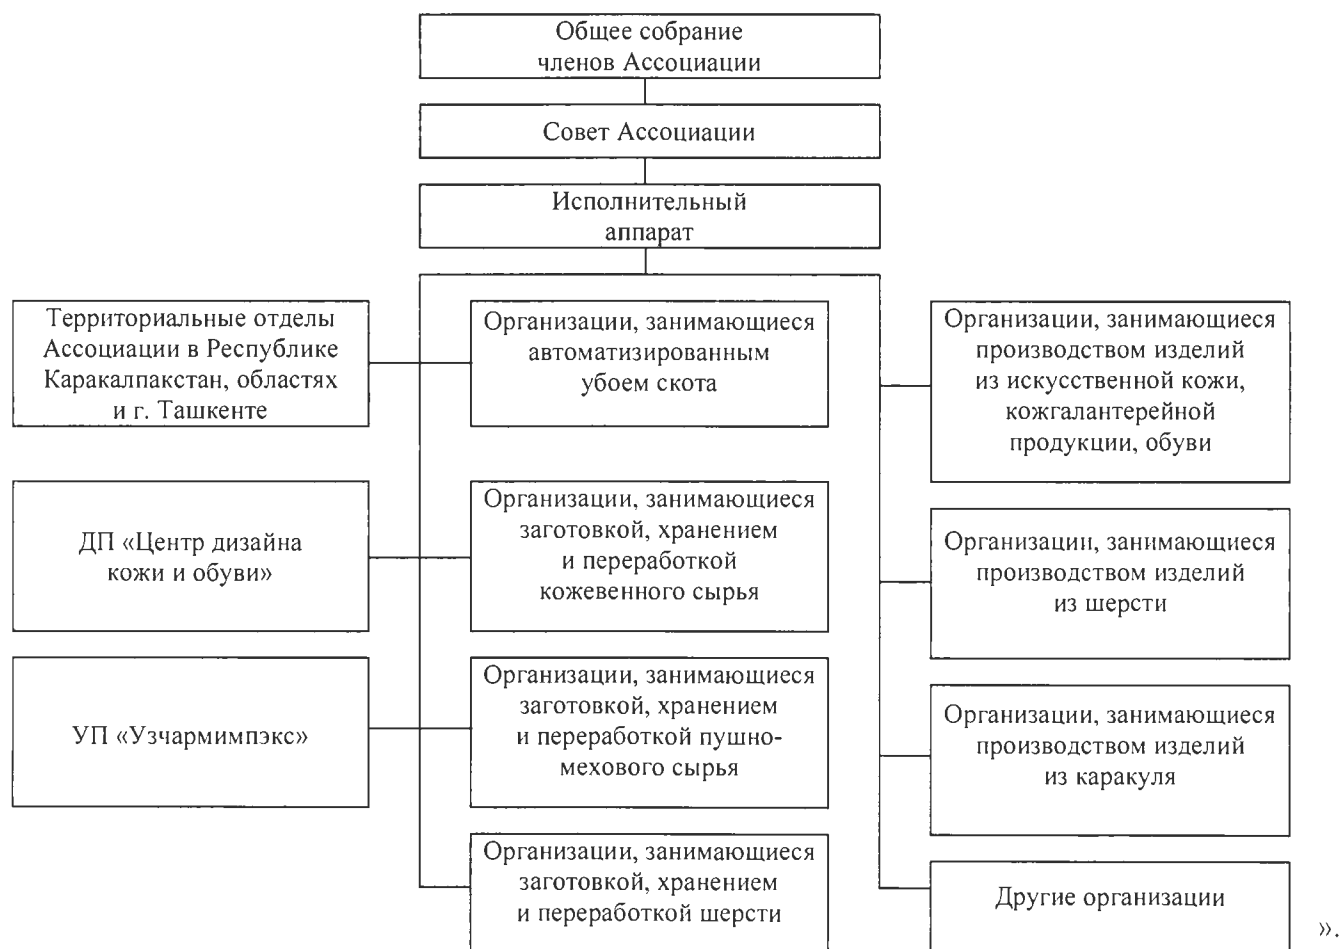 Общее собрание
членов Ассоциации
Совет Ассоциации
Исполнительный
аппарат
Территориальные отделы
Ассоциации в Республике
Каракалпакстан, областях
и г. Ташкенте
Организации, занимающиеся
автоматизированным
убоем скота
Организации, занимающиеся
производством изделий
из искусственной кожи,
кожгалантерейной
продукции, обуви
ДП «Центр дизайна
кожи и обуви»
Организации, занимающиеся
заготовкой, хранением
и переработкой
кожевенного сырья
Организации, занимающиеся
производством изделий
из шерсти
УП «Узчармимпэкс»
Организации, занимающиеся
заготовкой, хранением
и переработкой пушно-
мехового сырья
Организации, занимающиеся
производством изделий
из каракуля
Организации, занимающиеся
заготовкой, хранением
и переработкой шерсти
Другие организации
».